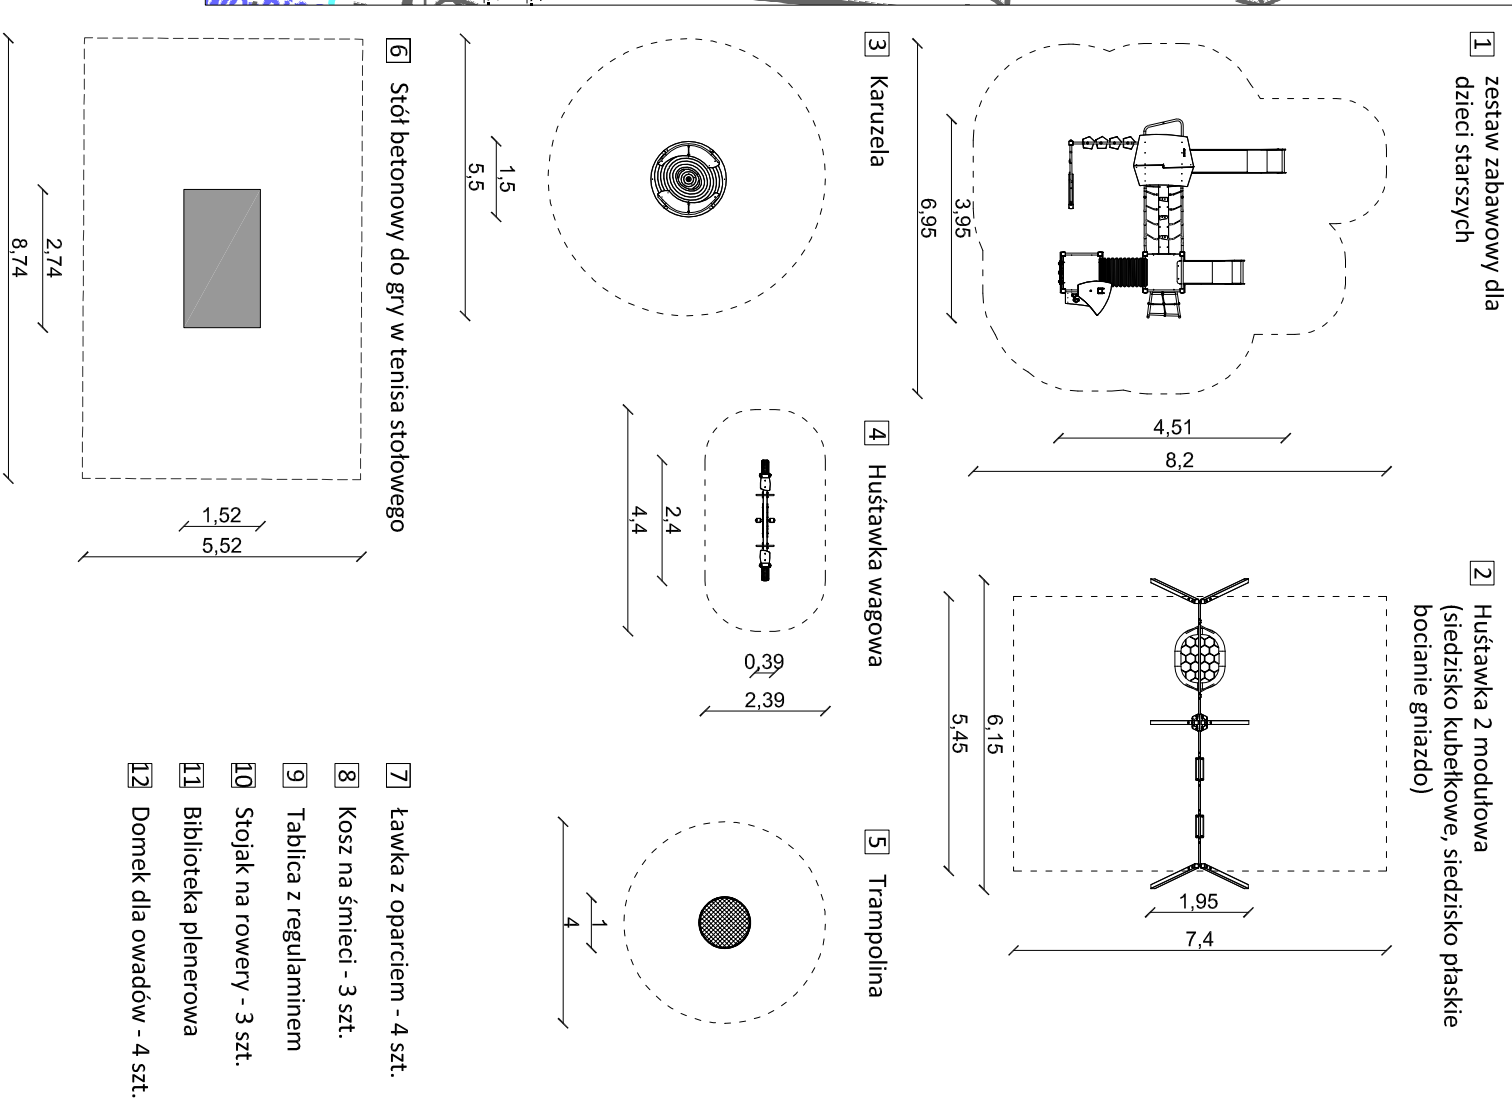 1 zestaw zabawowy dla
dzieci starszych
3,95
6,95
4,51
8,2
2 Huśtawka 2 modułowa
(siedzisko kubełkowe, siedzisko płaskie
bocianie gniazdo)
6,15
5,45
1,95
7,4
3 Karuzela
1,5
5,5
4 Huśtawka wagowa
2,4
4,4
0,39
2,39
5 Trampolina
1
4
6 Stół betonowy do gry w tenisa stołowego
2,74
8,74
1,52
5,52
7 Ławka z oparciem - 4 szt.
8 Kosz na śmieci - 3 szt.
9 Tablica z regulaminem
10 Stojak na rowery - 3 szt.
11 Biblioteka plenerowa
12 Domek dla owadów - 4 szt.